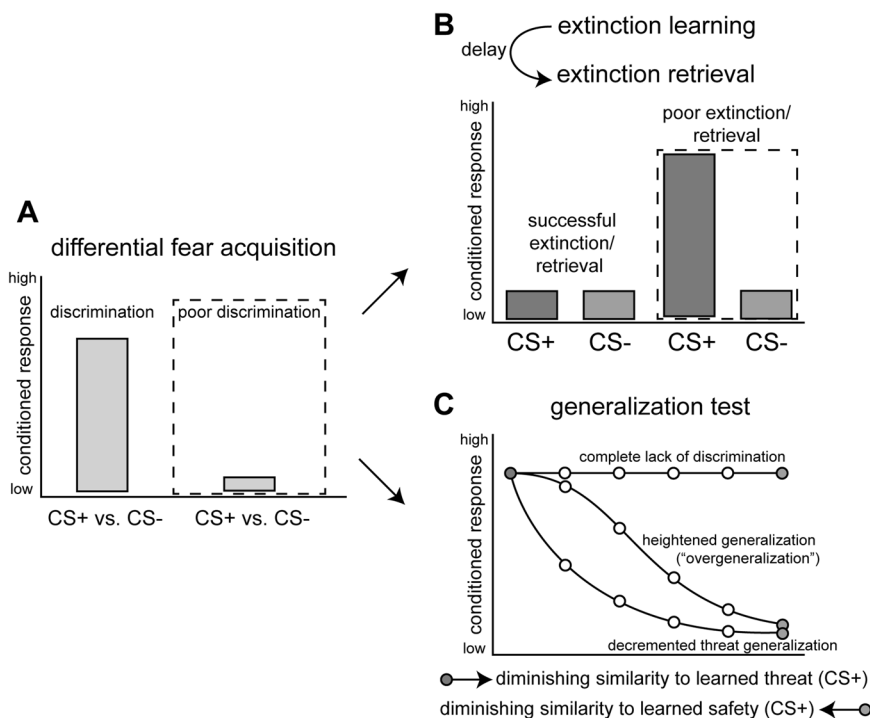 A
differential fear acquisition
high
discrimination
poor discrimination
conditioned response
low
CS+ vs. CS-
CS+ vs. CS-
B
extinction learning
delay
extinction retrieval
high
poor extinction/
retrieval
conditioned response
successful
extinction/
retrieval
low
CS+
CS-
CS+
CS-
C
generalization test
high
complete lack of discrimination
conditioned response
heightened generalization
(“overgeneralization”)
decremented threat generalization
low
diminishing similarity to learned threat (CS+)
diminishing similarity to learned safety (CS+)